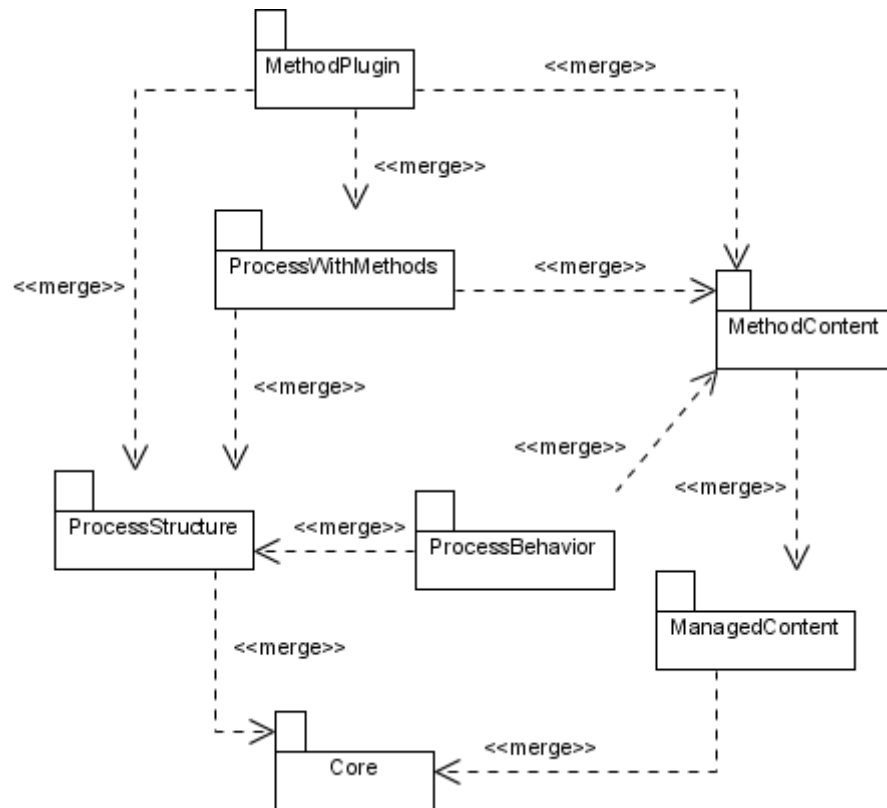 MethodPlugin
<<merge>>
<<merge>>
ProcessWithMethods
<<merge>>
<<merge>>
MethodContent
<<merge>>
<<merge>>
<<merge>>
ProcessStructure
<<merge>>
ProcessBehavior
ManagedContent
<<merge>>
<<merge>>
Core